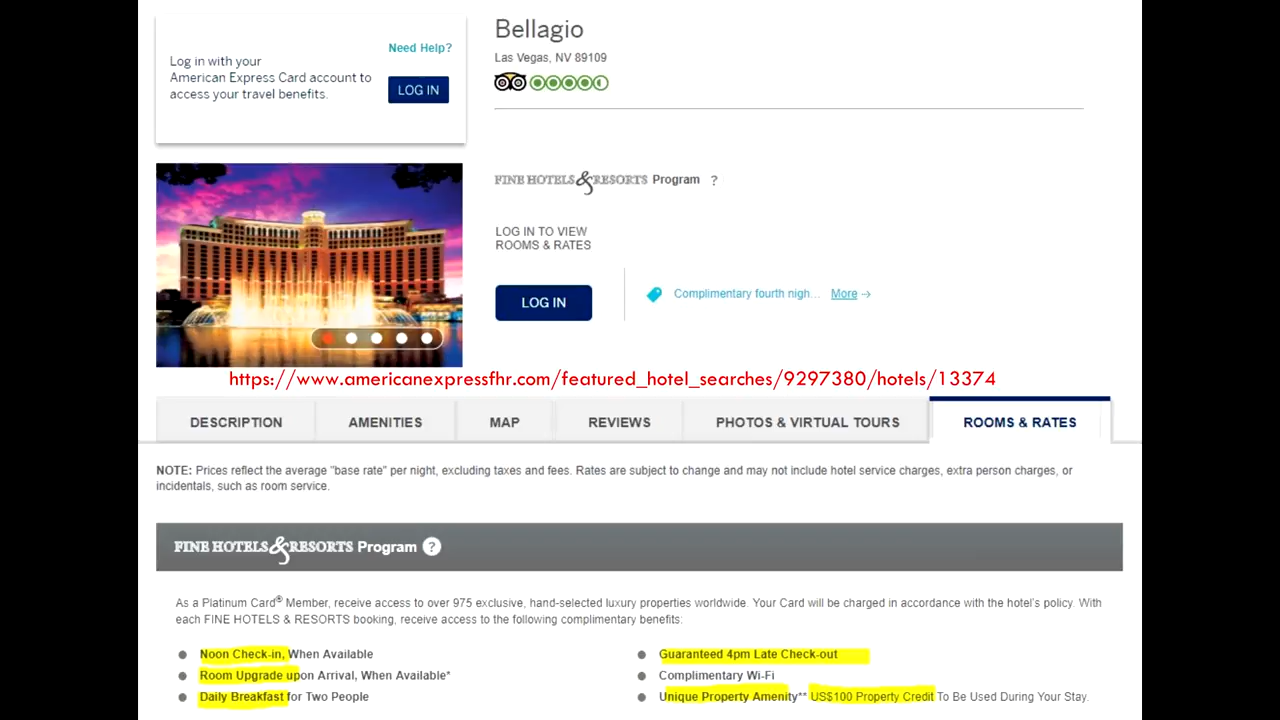 Need Help?
Log in with your
American Express Card account to
access your travel benefits.
LOG IN
Bellagio
Las Vegas, NV 89109
FINE HOTELS & RESORTS Program ?
LOG IN TO VIEW
ROOMS & RATES
LOG IN
Complimentary fourth nigh... More →
https://www.americanexpressfhr.com/featured_hotel_searches/9297380/hotels/13374
DESCRIPTION AMENITIES MAP REVIEWS PHOTOS & VIRTUAL TOURS ROOMS & RATES
NOTE: Prices reflect the average "base rate" per night, excluding taxes and fees. Rates are subject to change and may not include hotel service charges, extra person charges, or
incidentals, such as room service.
FINE HOTELS & RESORTS Program ?
As a Platinum Card® Member, receive access to over 975 exclusive, hand-selected luxury properties worldwide. Your Card will be charged in accordance with the hotel's policy. With
each FINE HOTELS & RESORTS booking, receive access to the following complimentary benefits:
Noon Check-in, When Available
Room Upgrade upon Arrival, When Available*
Daily Breakfast for Two People
Guaranteed 4pm Late Check-out
Complimentary Wi-Fi
Unique Property Amenity** US$100 Property Credit To Be Used During Your Stay.